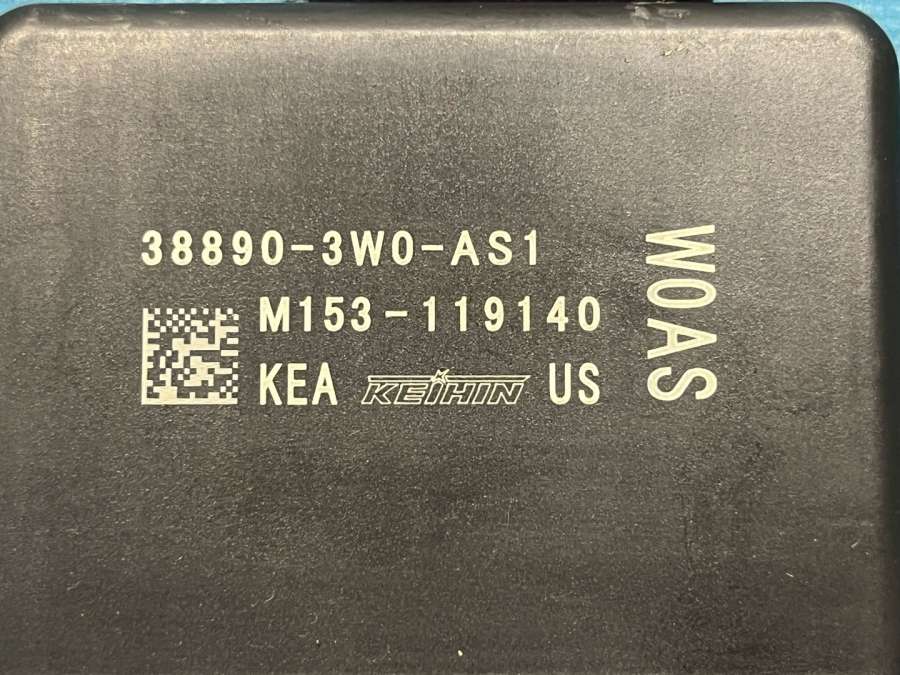 38890-3W0-AS1
M153-119140
KEA KEIHIN US
W0AS